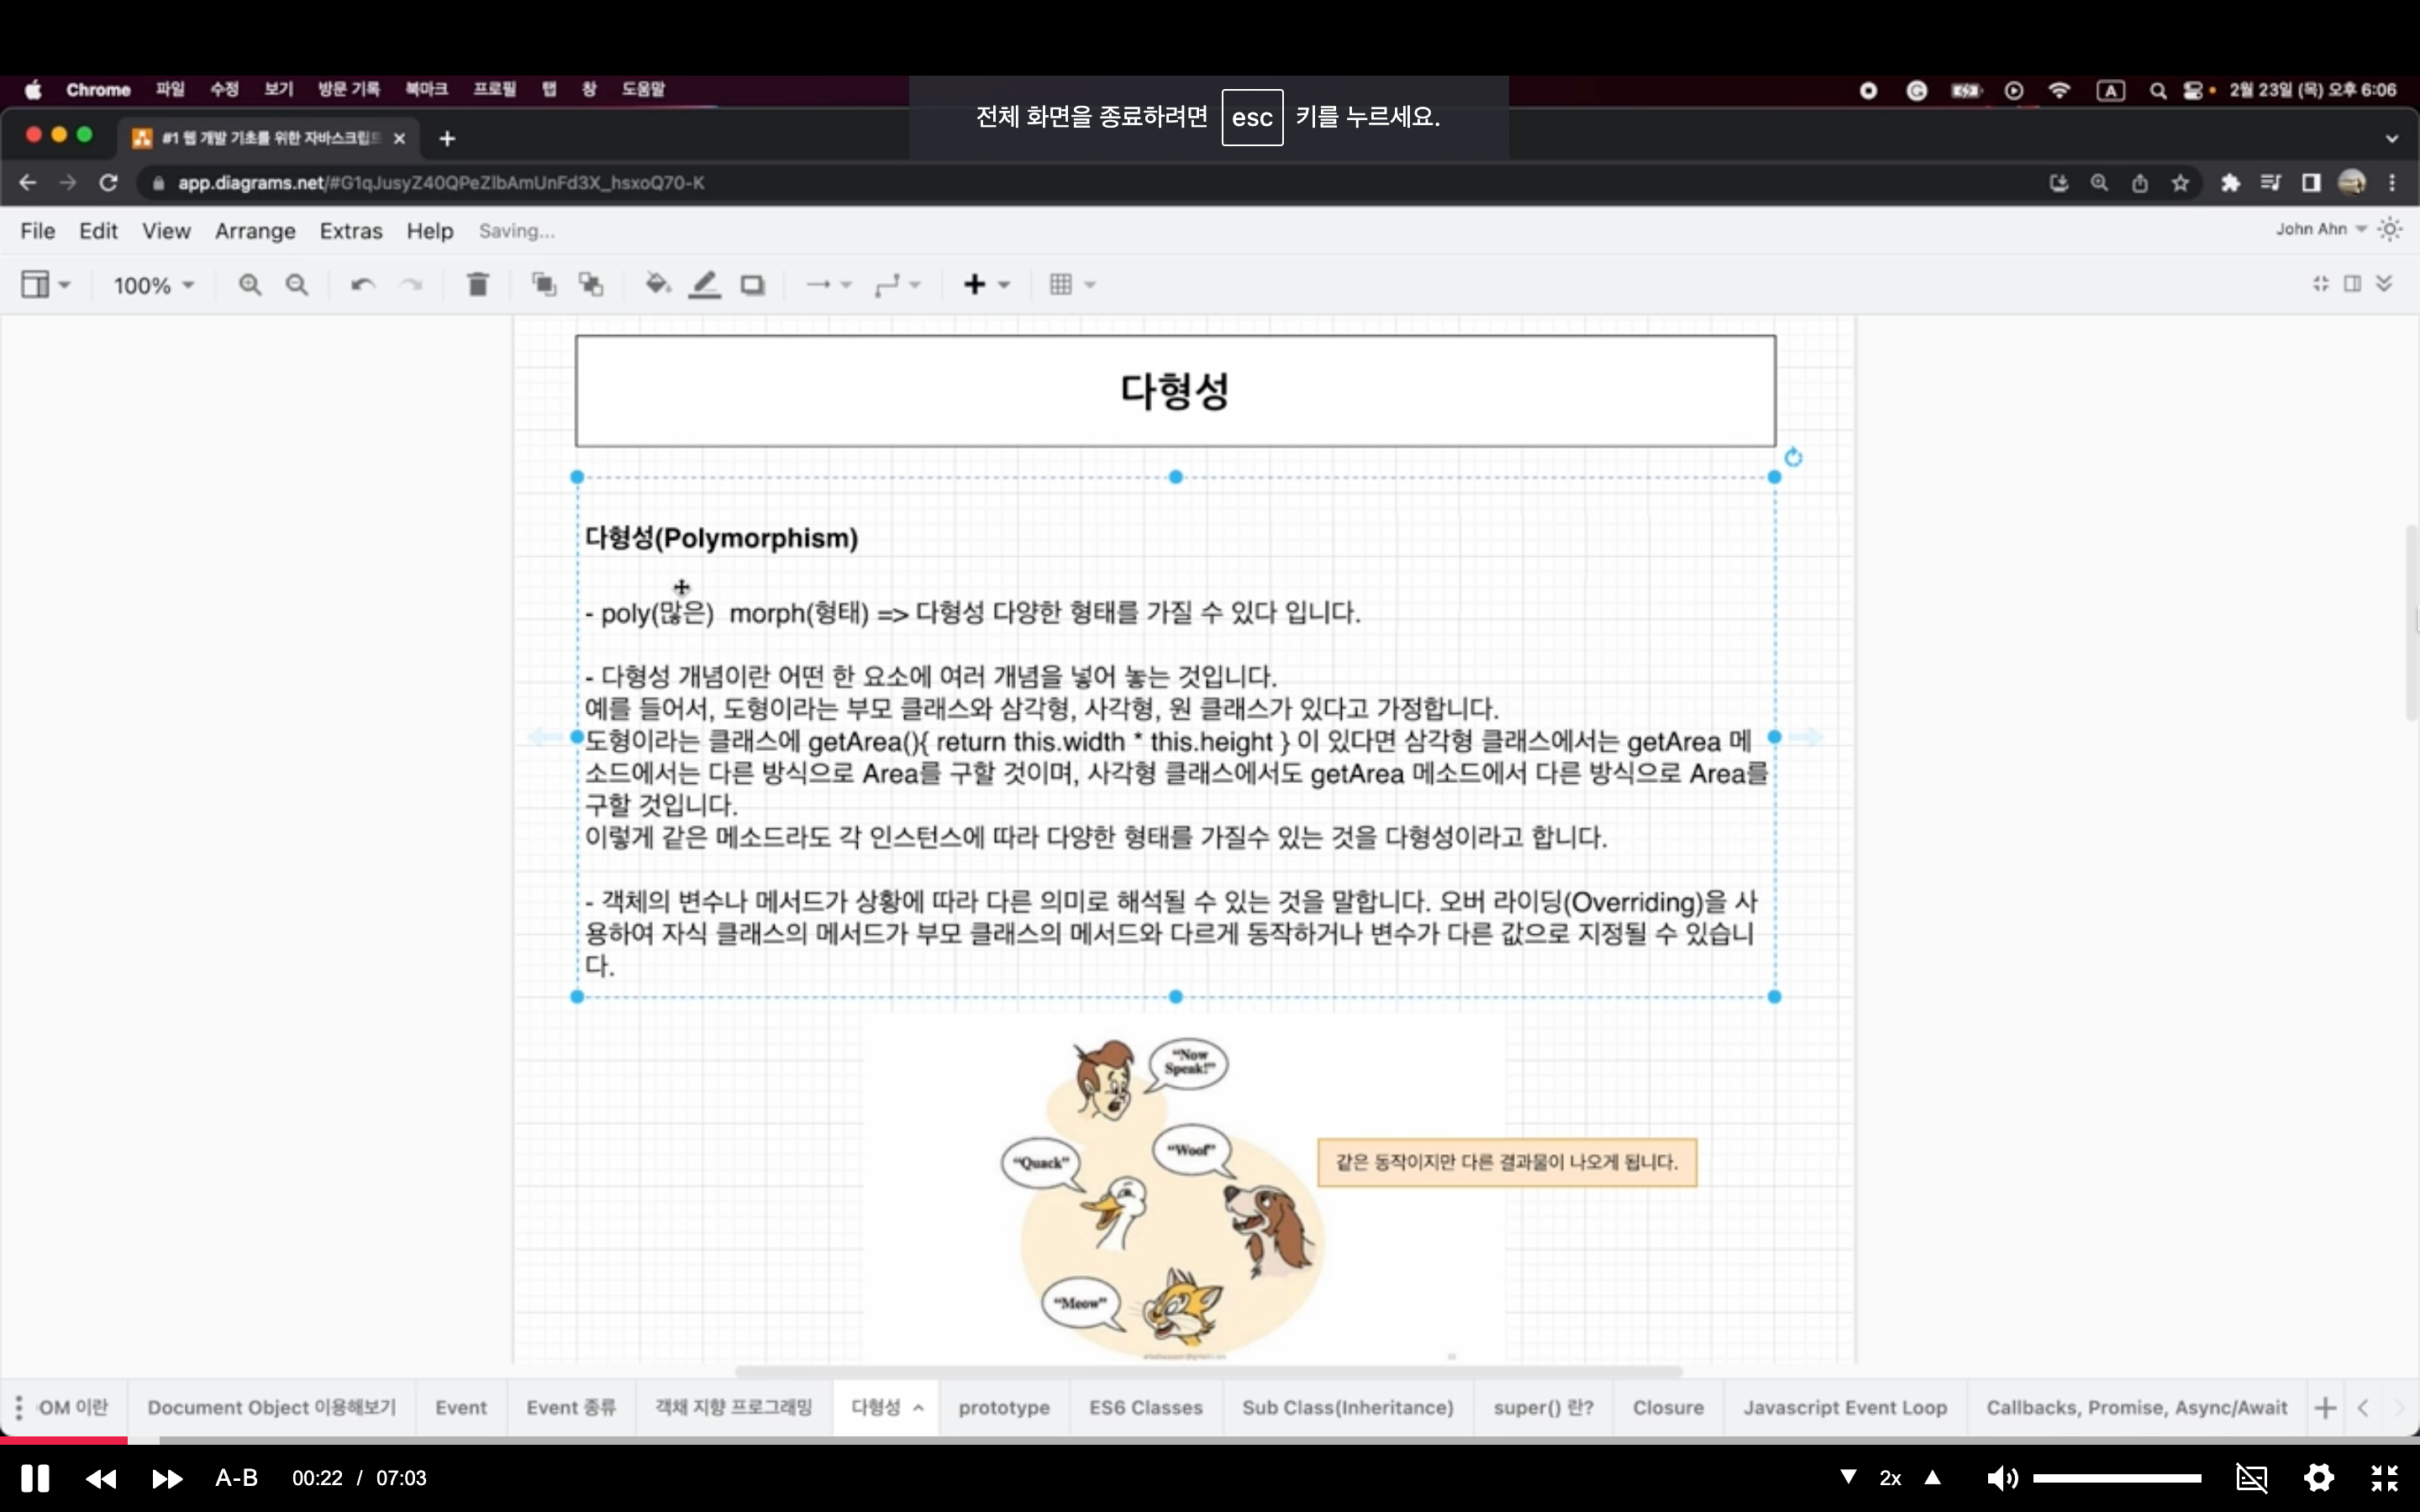 Chrome 파일 수정 보기 방문 기록 북마크 프로필 탭 창 도움말
전체 화면을 종료하려면 esc 키를 누르세요.
A 2월 23일 (목) 오후 6:06
#1 웹 개발 기초를 위한 자바스크립트
app.diagrams.net/#G1qJusyZ40QPeZlbAmUnFd3X_hsxoQ70-K
File Edit View Arrange Extras Help Saving...
John Ahn
100%
다형성
다형성(Polymorphism)
- poly(많은) morph(형태) => 다형성 다양한 형태를 가질 수 있다 입니다.
- 다형성 개념이란 어떤 한 요소에 여러 개념을 넣어 놓는 것입니다.
예를 들어서, 도형이라는 부모 클래스와 삼각형, 사각형, 원 클래스가 있다고 가정합니다.
도형이라는 클래스에 getArea(){ return this.width * this.height } 이 있다면 삼각형 클래스에서는 getArea 메
소드에서는 다른 방식으로 Area를 구할 것이며, 사각형 클래스에서도 getArea 메소드에서 다른 방식으로 Area를
구할 것입니다.
이렇게 같은 메소드라도 각 인스턴스에 따라 다양한 형태를 가질수 있는 것을 다형성이라고 합니다.
- 객체의 변수나 메서드가 상황에 따라 다른 의미로 해석될 수 있는 것을 말합니다. 오버 라이딩(Overriding)을 사
용하여 자식 클래스의 메서드가 부모 클래스의 메서드와 다르게 동작하거나 변수가 다른 값으로 지정될 수 있습니
다.
"Now
Speak!"
"Quack"
"Woof"
같은 동작이지만 다른 결과물이 나오게 됩니다.
"Meow"
OM 이란 Document Object 이용해보기 Event Event 종류 객체 지향 프로그래밍 다형성 prototype ES6 Classes Sub Class(Inheritance) super() 란? Closure Javascript Event Loop Callbacks, Promise, Async/Await
A-B 00:22 / 07:03 2x